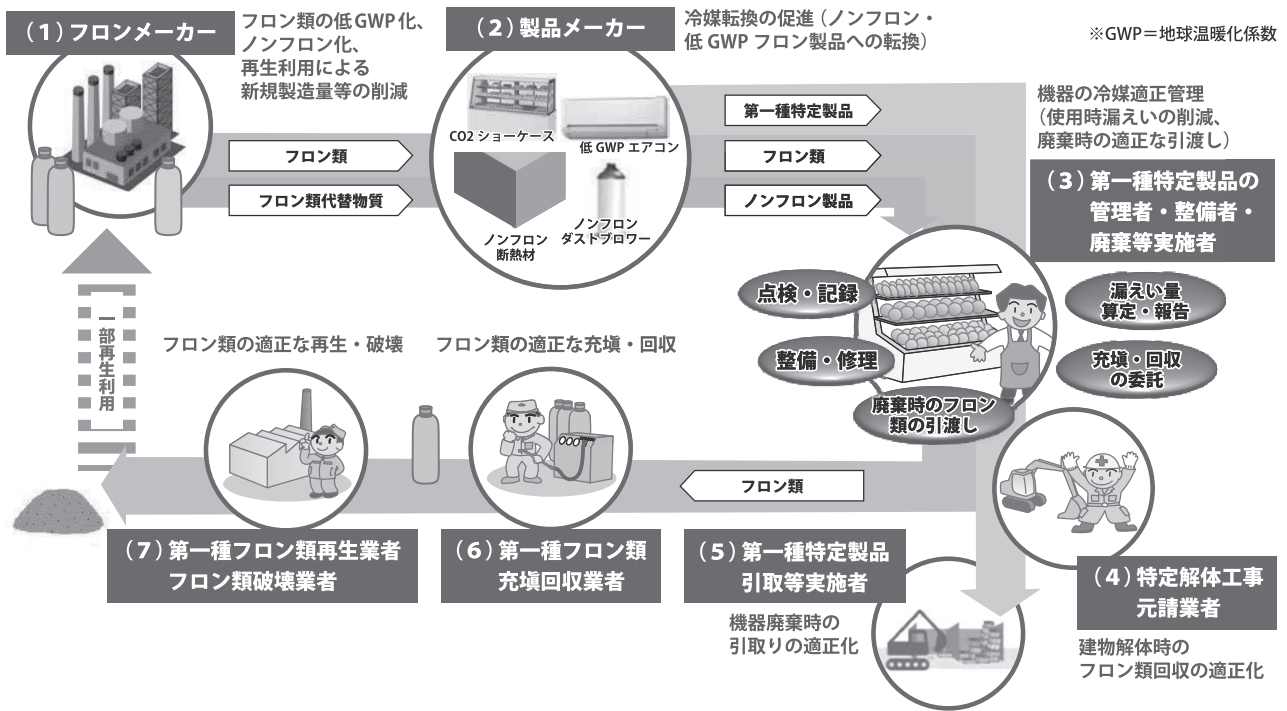 (1)フロンメーカー
フロン類の低GWP化、
ノンフロン化、
再生利用による
新規製造量等の削減
(2)製品メーカー
冷媒転換の促進(ノンフロン・
低GWPフロン製品への転換)
※GWP=地球温暖化係数
フロン類
フロン類代替物質
CO2ショーケース
低GWPエアコン
ノンフロン
断熱材
ノンフロン
ダストブロワー
第一種特定製品
フロン類
ノンフロン製品
機器の冷媒適正管理
(使用時漏えいの削減、
廃棄時の適正な引渡し)
(3)第一種特定製品の
管理者・整備者・
廃棄等実施者
点検・記録
整備・修理
廃棄時のフロン
類の引渡し
漏えい量
算定・報告
充塡・回収
の委託
一部再生利用
フロン類の適正な再生・破壊
フロン類の適正な充塡・回収
フロン類
(7)第一種フロン類再生業者
フロン類破壊業者
(6)第一種フロン類
充塡回収業者
(5)第一種特定製品
引取等実施者
機器廃棄時の
引取りの適正化
(4)特定解体工事
元請業者
建物解体時の
フロン類回収の適正化